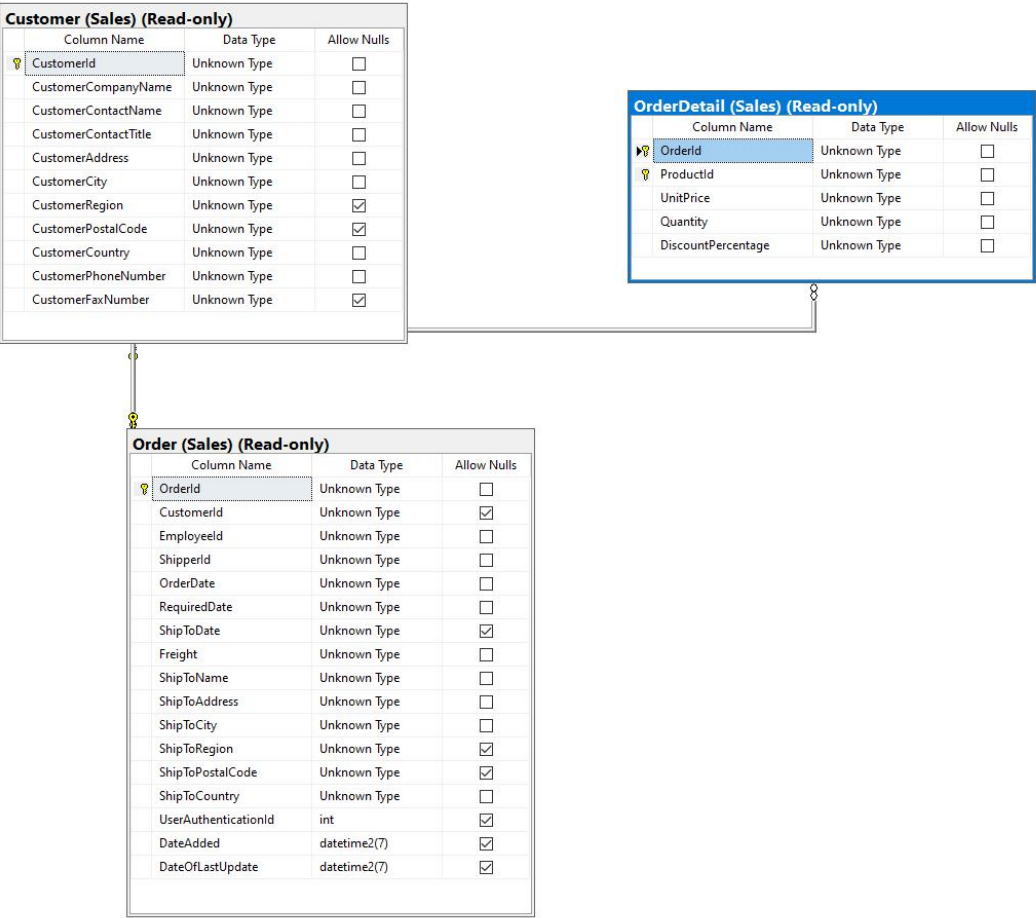 Customer (Sales) (Read-only)
Column Name Data Type Allow Nulls
CustomerId Unknown Type
CustomerCompanyName Unknown Type
CustomerContactName Unknown Type
CustomerContactTitle Unknown Type
CustomerAddress Unknown Type
CustomerCity Unknown Type
CustomerRegion Unknown Type
CustomerPostalCode Unknown Type
CustomerCountry Unknown Type
CustomerPhoneNumber Unknown Type
CustomerFaxNumber Unknown Type
OrderDetail (Sales) (Read-only)
Column Name Data Type Allow Nulls
OrderId Unknown Type
ProductId Unknown Type
UnitPrice Unknown Type
Quantity Unknown Type
DiscountPercentage Unknown Type
Order (Sales) (Read-only)
Column Name Data Type Allow Nulls
OrderId Unknown Type
CustomerId Unknown Type
EmployeeId Unknown Type
ShipperId Unknown Type
OrderDate Unknown Type
RequiredDate Unknown Type
ShipToDate Unknown Type
Freight Unknown Type
ShipToName Unknown Type
ShipToAddress Unknown Type
ShipToCity Unknown Type
ShipToRegion Unknown Type
ShipToPostalCode Unknown Type
ShipToCountry Unknown Type
UserAuthenticationId int
DateAdded datetime2(7)
DateOfLastUpdate datetime2(7)